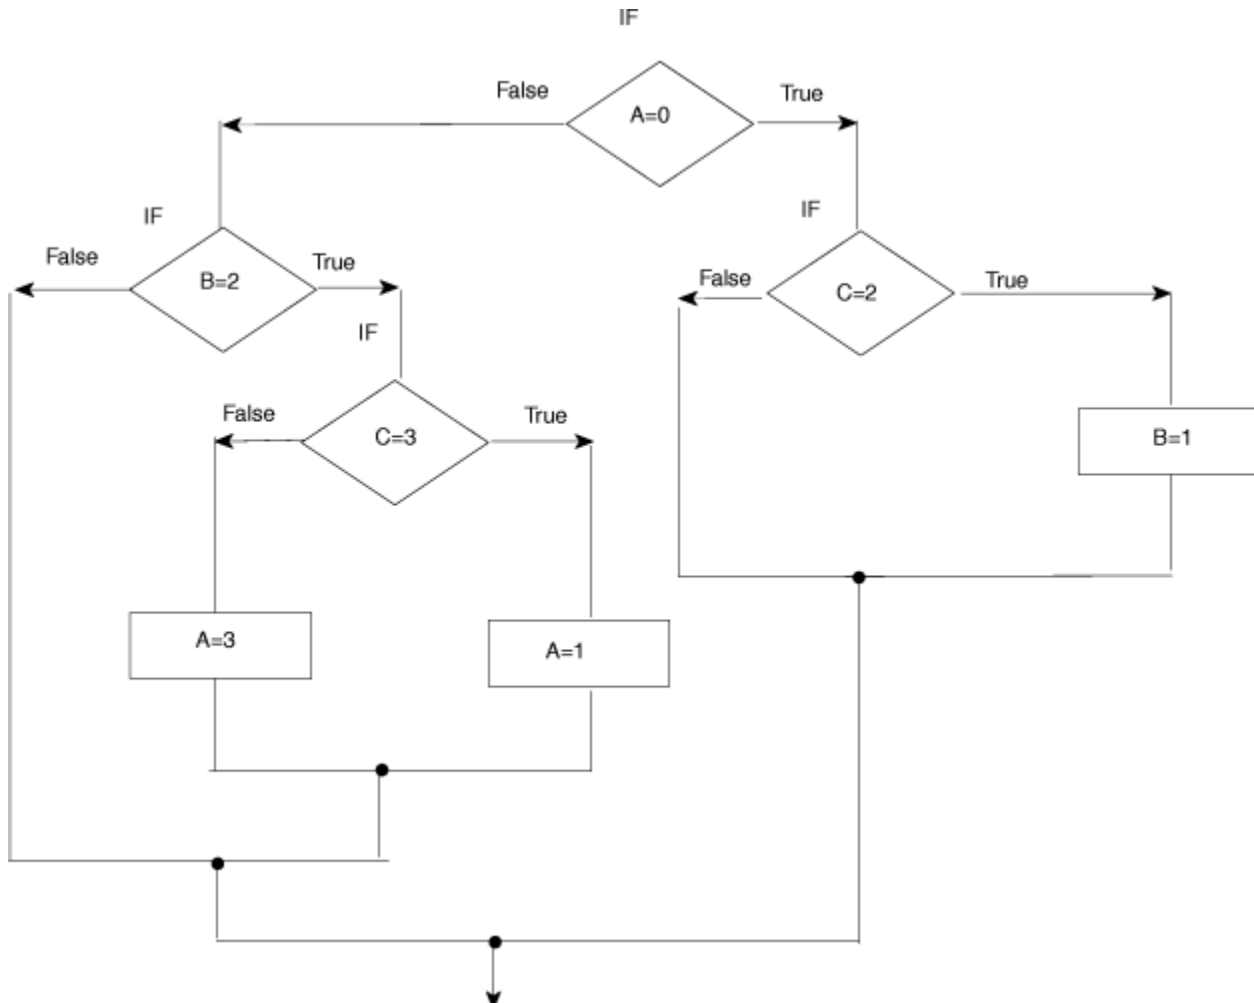 IF
False
A=0
True
IF
IF
False
B=2
True
False
C=2
True
IF
False
C=3
True
B=1
A=3
A=1